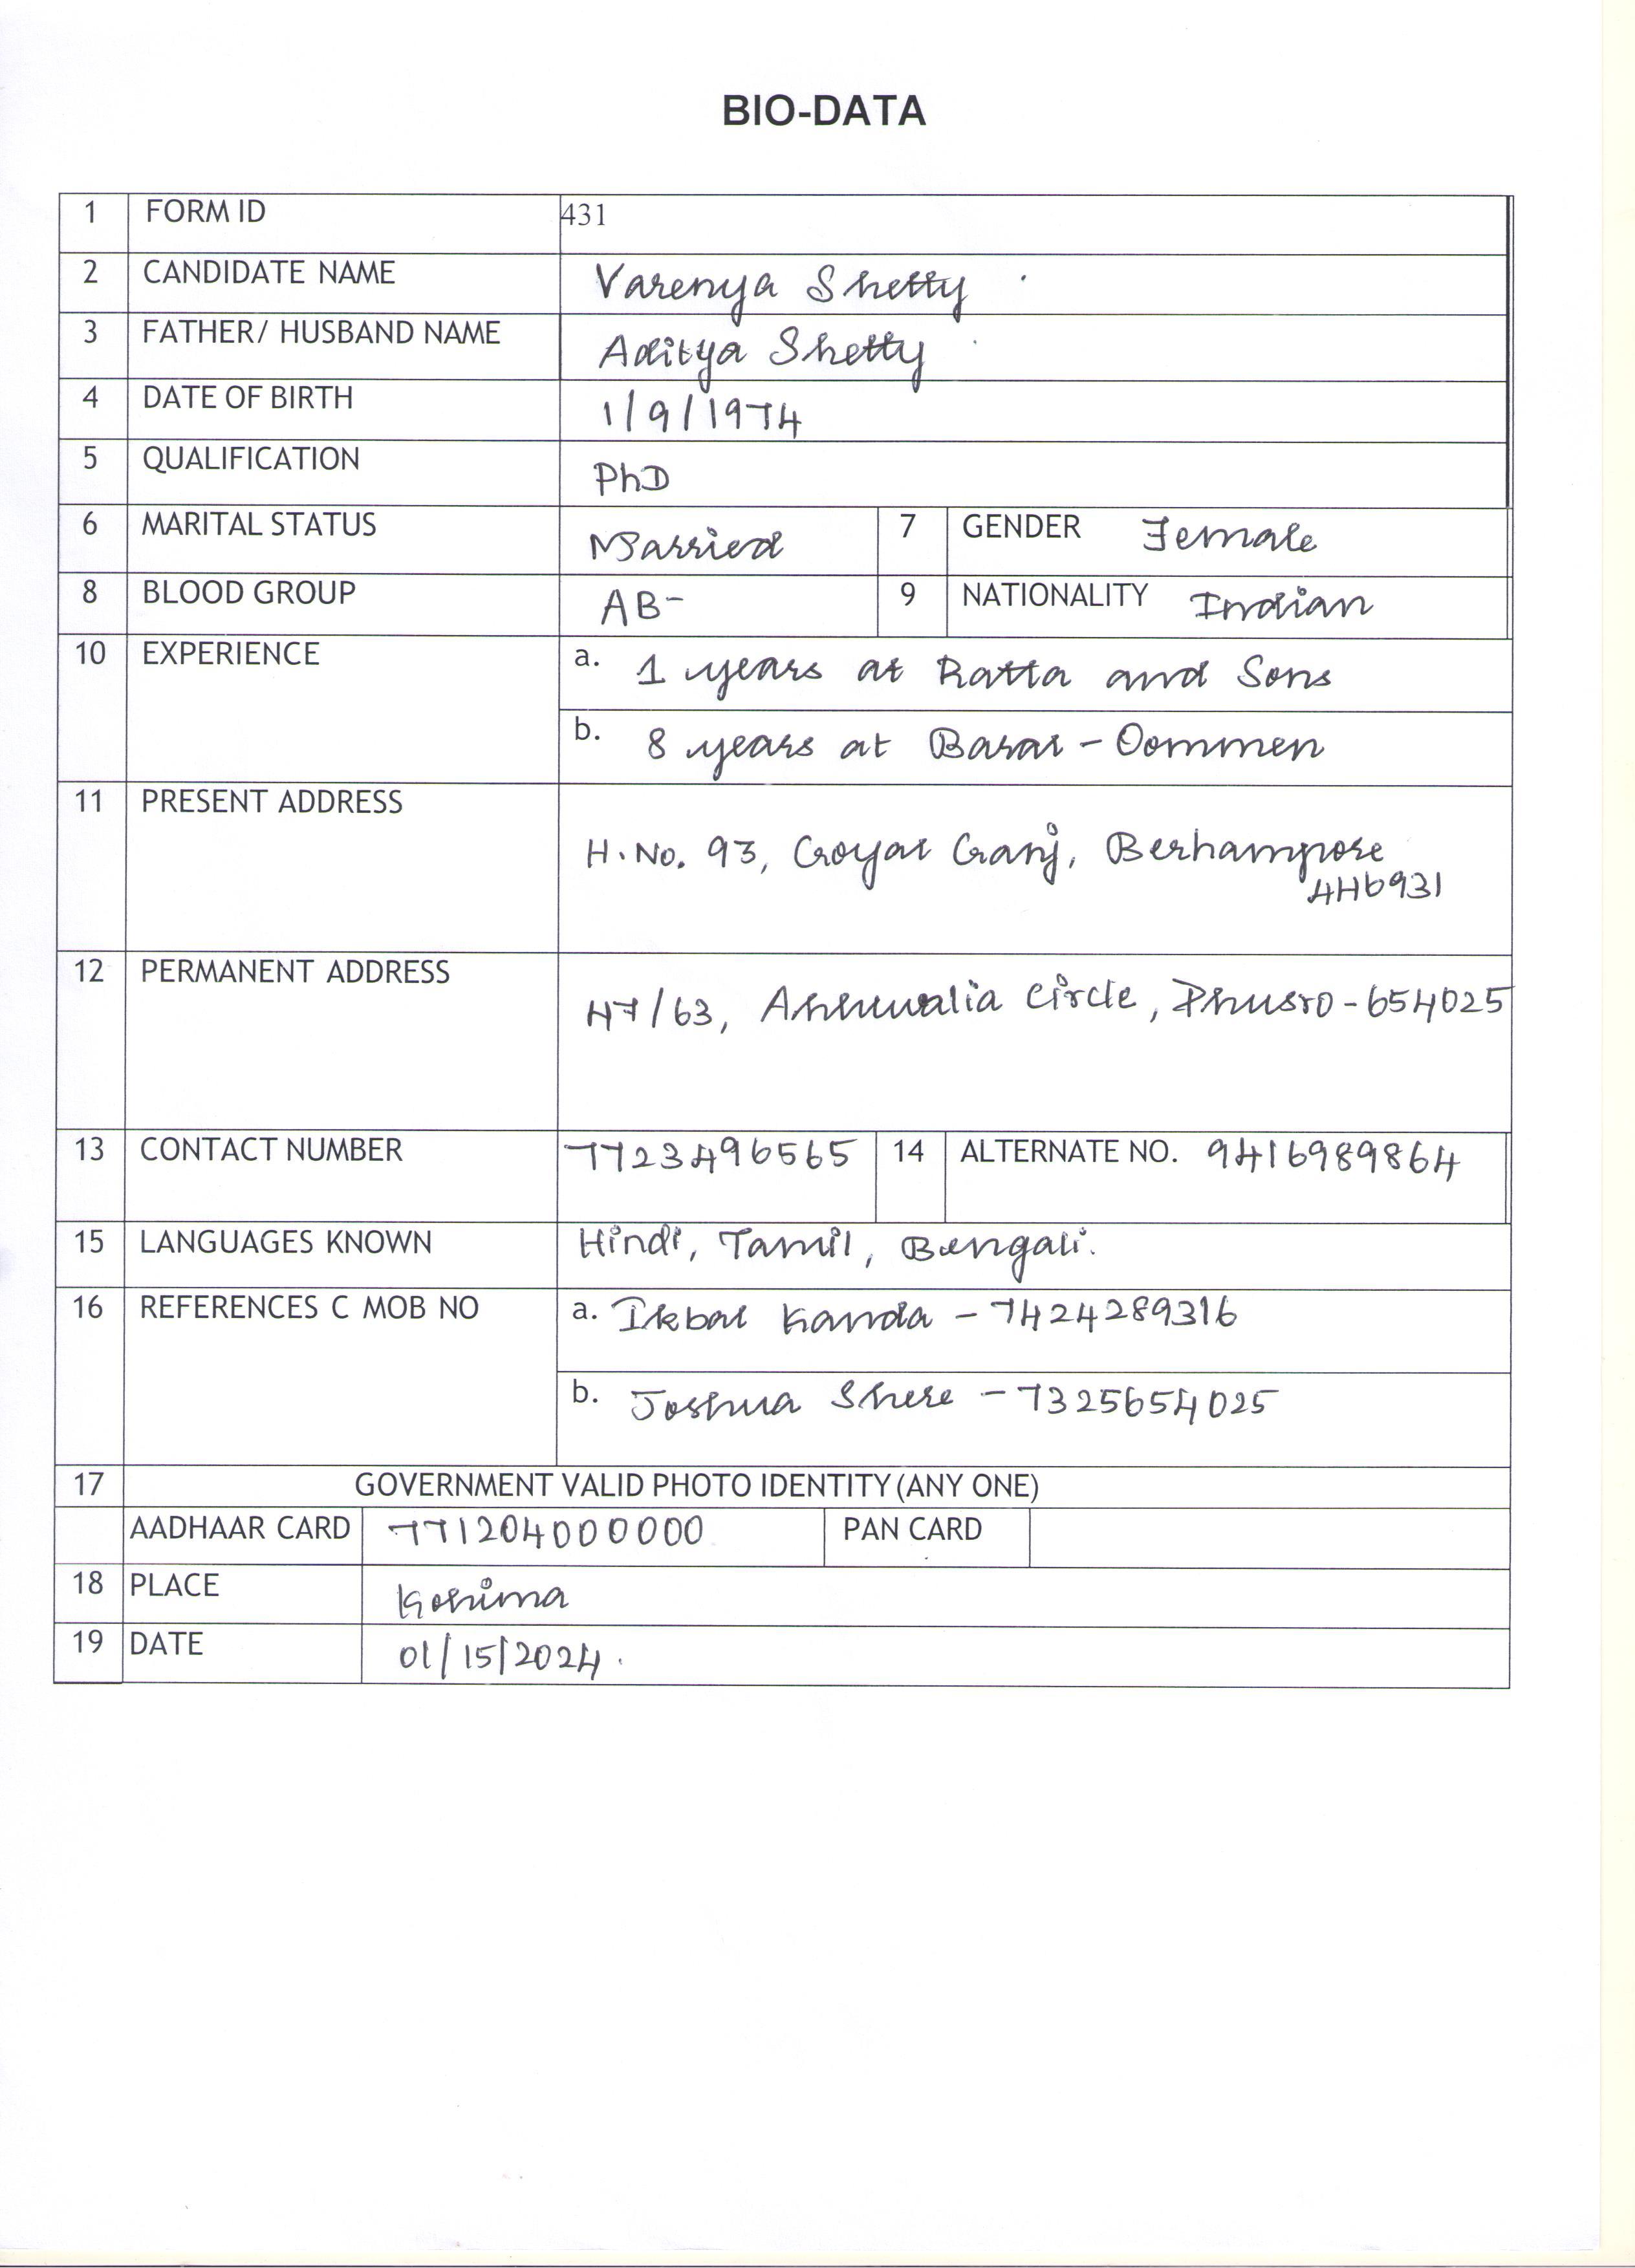 BIO-DATA
1 FORM ID 431
2 CANDIDATE NAME Varenya Shetty
3 FATHER/ HUSBAND NAME Aditya Shetty
4 DATE OF BIRTH 1/9/1974
5 QUALIFICATION PhD
6 MARITAL STATUS Married 7 GENDER Female
8 BLOOD GROUP AB-
9 NATIONALITY Indian
10 EXPERIENCE a. 1 years at Ratta and Sons
b. 8 years at Basar - Oommen
11 PRESENT ADDRESS
H.No. 93, Goyal Ganj, Berhampore
446931
12 PERMANENT ADDRESS
H7/63, Ahluwalia Circle, Phusro - 654025
13 CONTACT NUMBER 7723496565 14 ALTERNATE NO. 9416989864
15 LANGUAGES KNOWN Hindi, Tamil, Bengali.
16 REFERENCES C MOB NO a. Ikbal Kanda - 7424289316
b. Joshua Shere - 7325654025
17 GOVERNMENT VALID PHOTO IDENTITY (ANY ONE)
AADHAAR CARD 771204000000 PAN CARD
18 PLACE Kohima
19 DATE 01/15/2024.